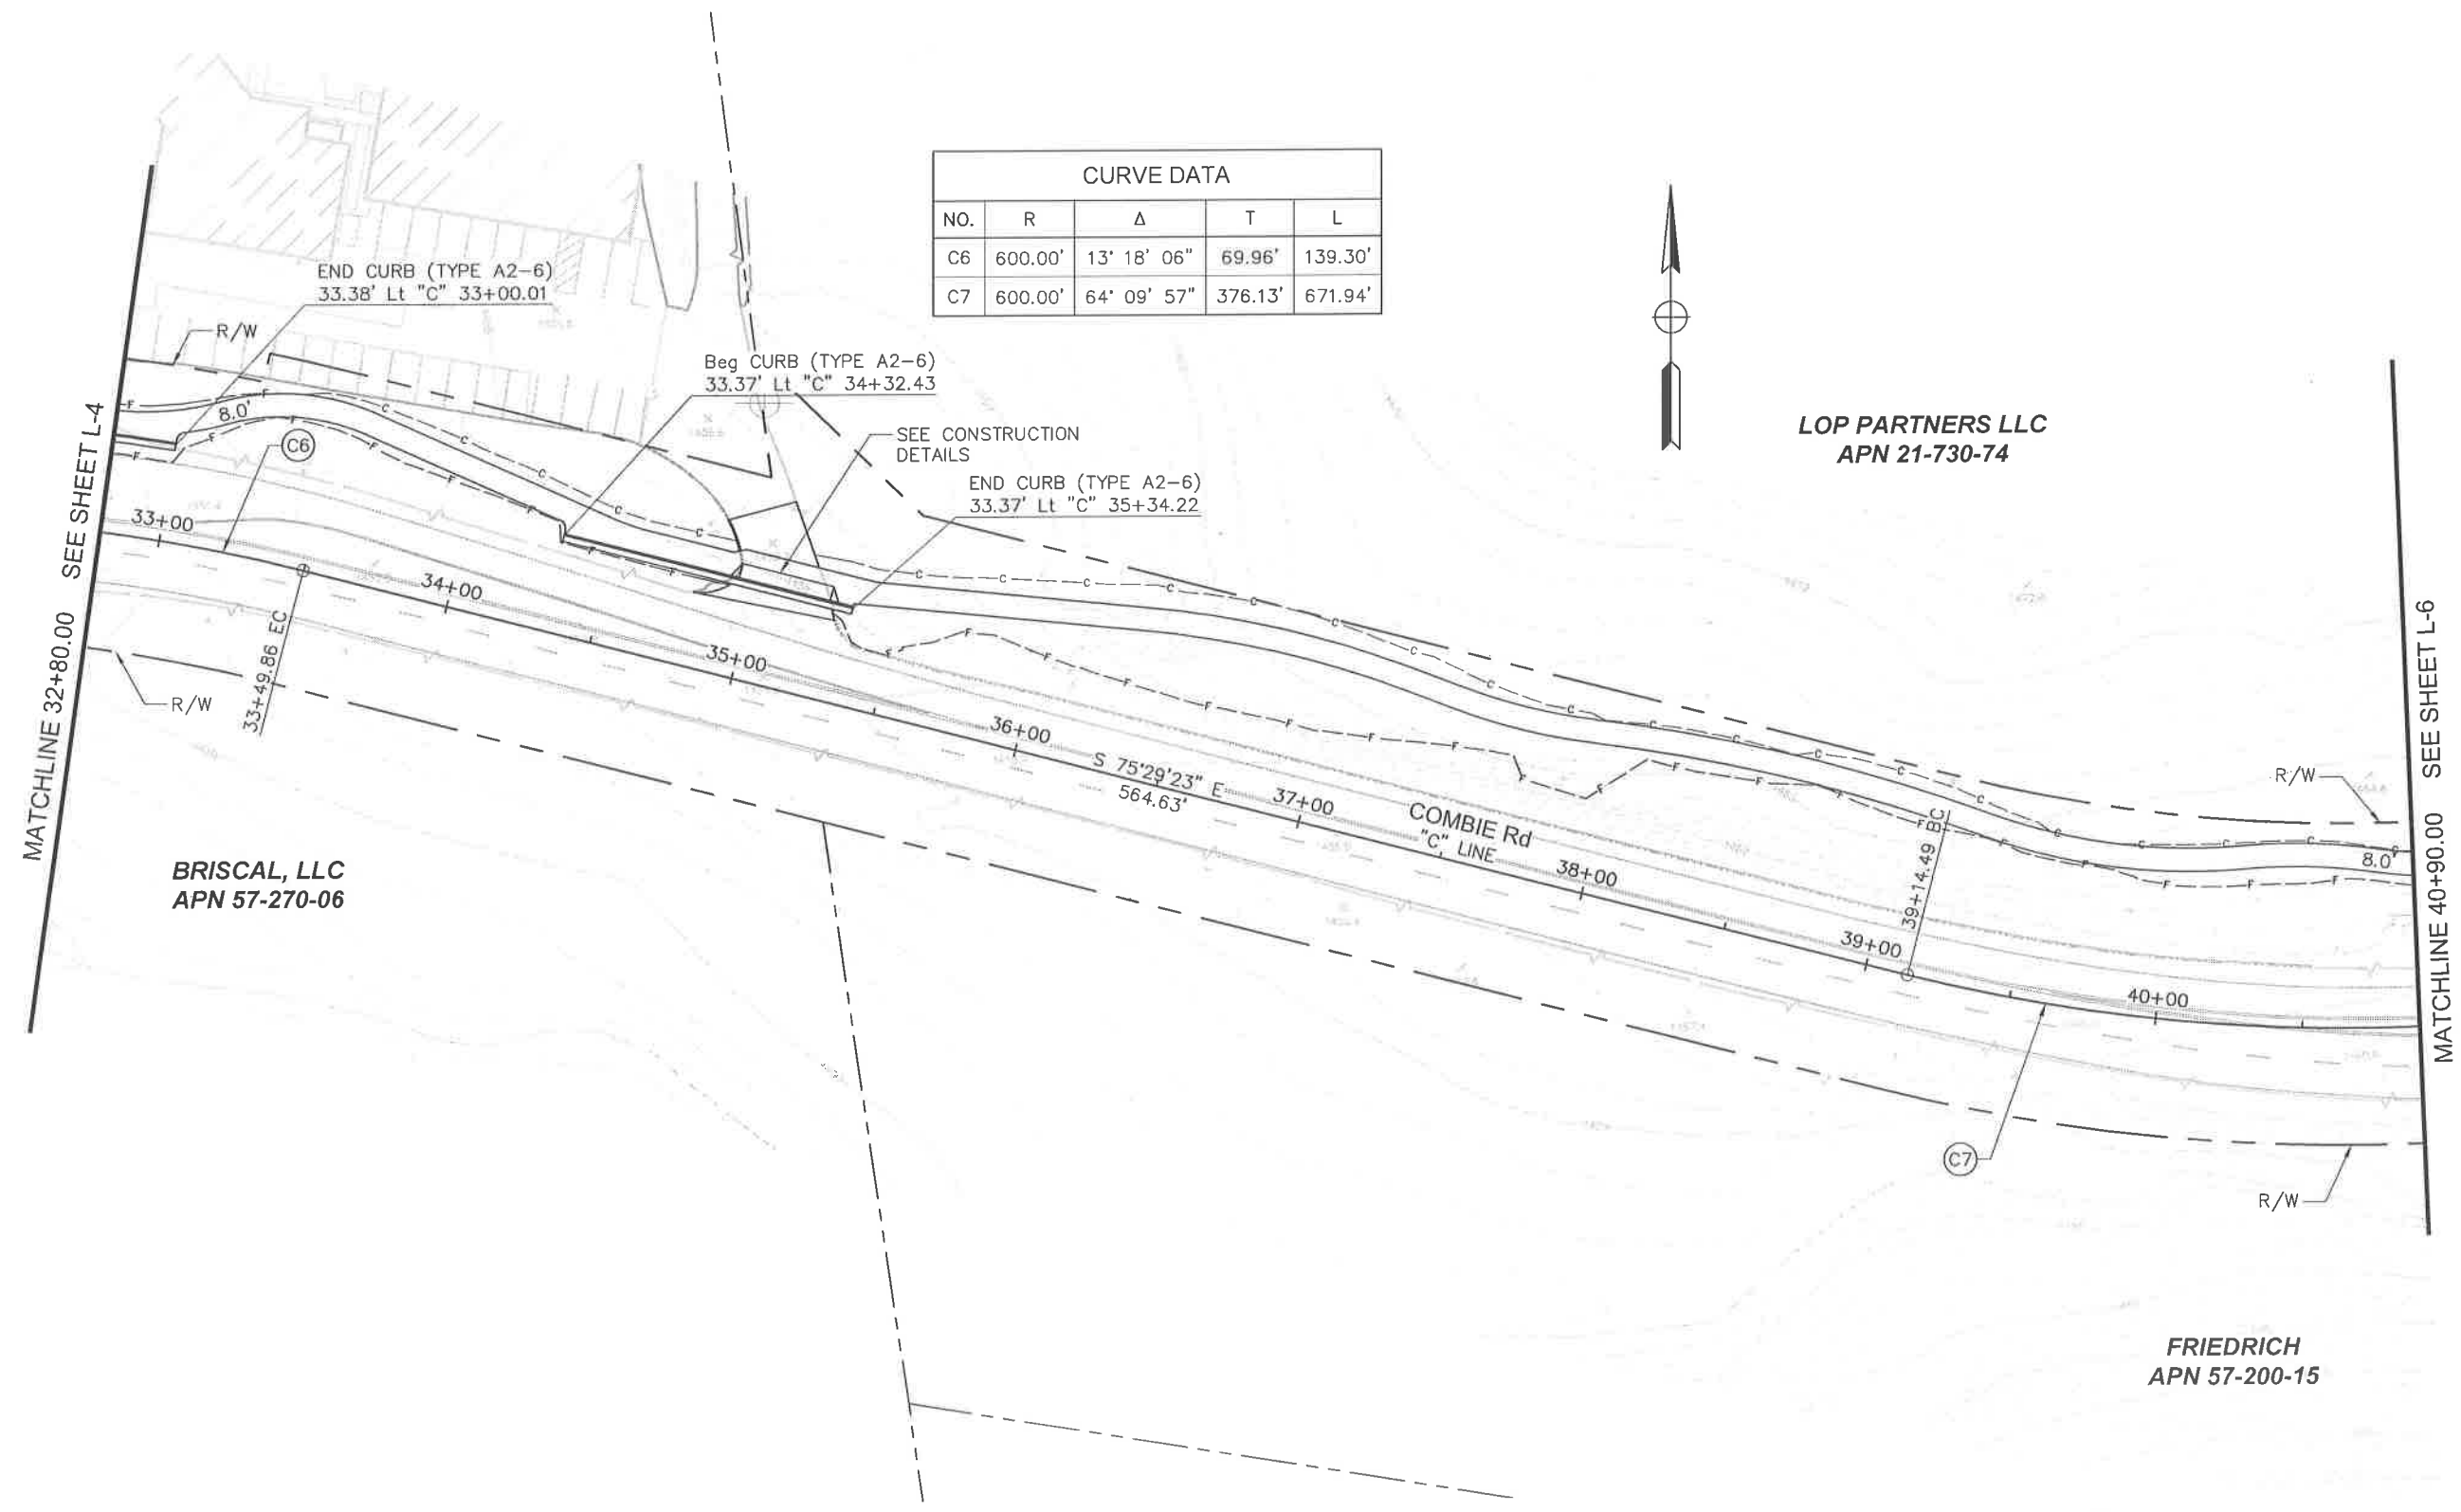 CURVE DATA
NO. R Δ T L
C6 600.00' 13° 18' 06" 69.96' 139.30'
C7 600.00' 64° 09' 57" 376.13' 671.94'
END CURB (TYPE A2-6)
33.38' Lt "C" 33+00.01
R/W
Beg CURB (TYPE A2-6)
33.37' Lt "C" 34+32.43
SEE CONSTRUCTION
DETAILS
END CURB (TYPE A2-6)
33.37' Lt "C" 35+34.22
LOP PARTNERS LLC
APN 21-730-74
8.0'
C6
MATCHLINE 32+80.00 SEE SHEET L-4
33+00
33+49.86 EC
34+00
35+00
36+00
S 75°29'23" E
564.63'
37+00
COMBIE Rd
"C" LINE
38+00
39+00
39+14.49 BC
40+00
R/W
R/W
8.0'
MATCHLINE 40+90.00 SEE SHEET L-6
BRISCAL, LLC
APN 57-270-06
C7
R/W
FRIEDRICH
APN 57-200-15
F F F F F F F F F F F F F F F F F F F F F F F F
C C C C C C C C C C C C C C C C C C C C C C C C